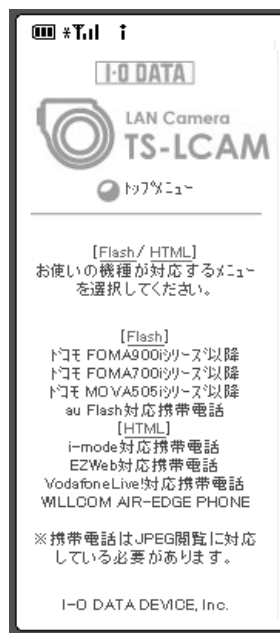 I-O DATA
LAN Camera
TS-LCAM
ﾄｯﾌﾟﾒﾆｭｰ
[Flash/ HTML]
お使いの機種が対応するﾒﾆｭｰ
を選択してください。
[Flash]
ﾄﾞｺﾓ FOMA900iｼﾘｰｽﾞ以降
ﾄﾞｺﾓ FOMA700iｼﾘｰｽﾞ以降
ﾄﾞｺﾓ MOVA505iｼﾘｰｽﾞ以降
au Flash対応携帯電話
[HTML]
i-mode対応携帯電話
EZWeb対応携帯電話
VodafoneLive!対応携帯電話
WILLCOM AIR-EDGE PHONE
※携帯電話はJPEG閲覧に対応
している必要があります。
I-O DATA DEVICE, Inc.